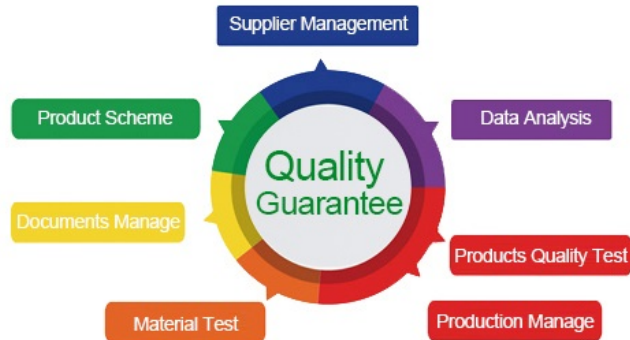 Supplier Management
Product Scheme
Data Analysis
Quality
Guarantee
Documents Manage
Products Quality Test
Material Test
Production Manage